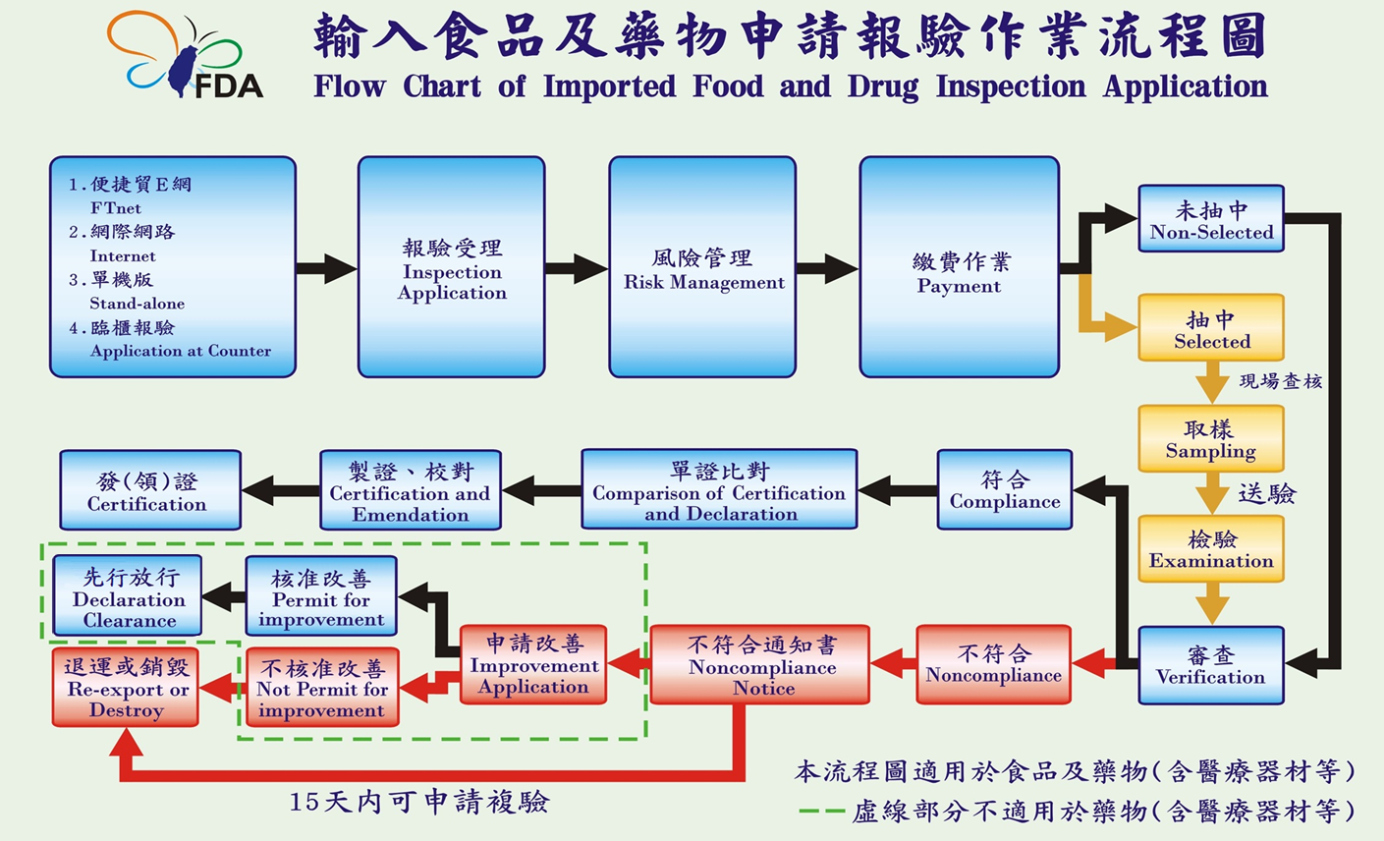 FDA
輸入食品及藥物申請報驗作業流程圖
Flow Chart of Imported Food and Drug Inspection Application
1.便捷貿E網
FTnet
2.網際網路
Internet
3.單機版
Stand-alone
4.臨櫃報驗
Application at Counter
報驗受理
Inspection
Application
風險管理
Risk Management
繳費作業
Payment
未抽中
Non-Selected
抽中
Selected
現場查核
取樣
Sampling
送驗
檢驗
Examination
審查
Verification
符合
Compliance
單證比對
Comparison of Certification
and Declaration
製證、校對
Certification and
Emendation
發(領)證
Certification
不符合
Noncompliance
不符合通知書
Noncompliance
Notice
申請改善
Improvement
Application
核准改善
Permit for
improvement
先行放行
Declaration
Clearance
不核准改善
Not Permit for
improvement
退運或銷毀
Re-export or
Destroy
15天內可申請複驗
本流程圖適用於食品及藥物(含醫療器材等)
虛線部分不適用於藥物(含醫療器材等)